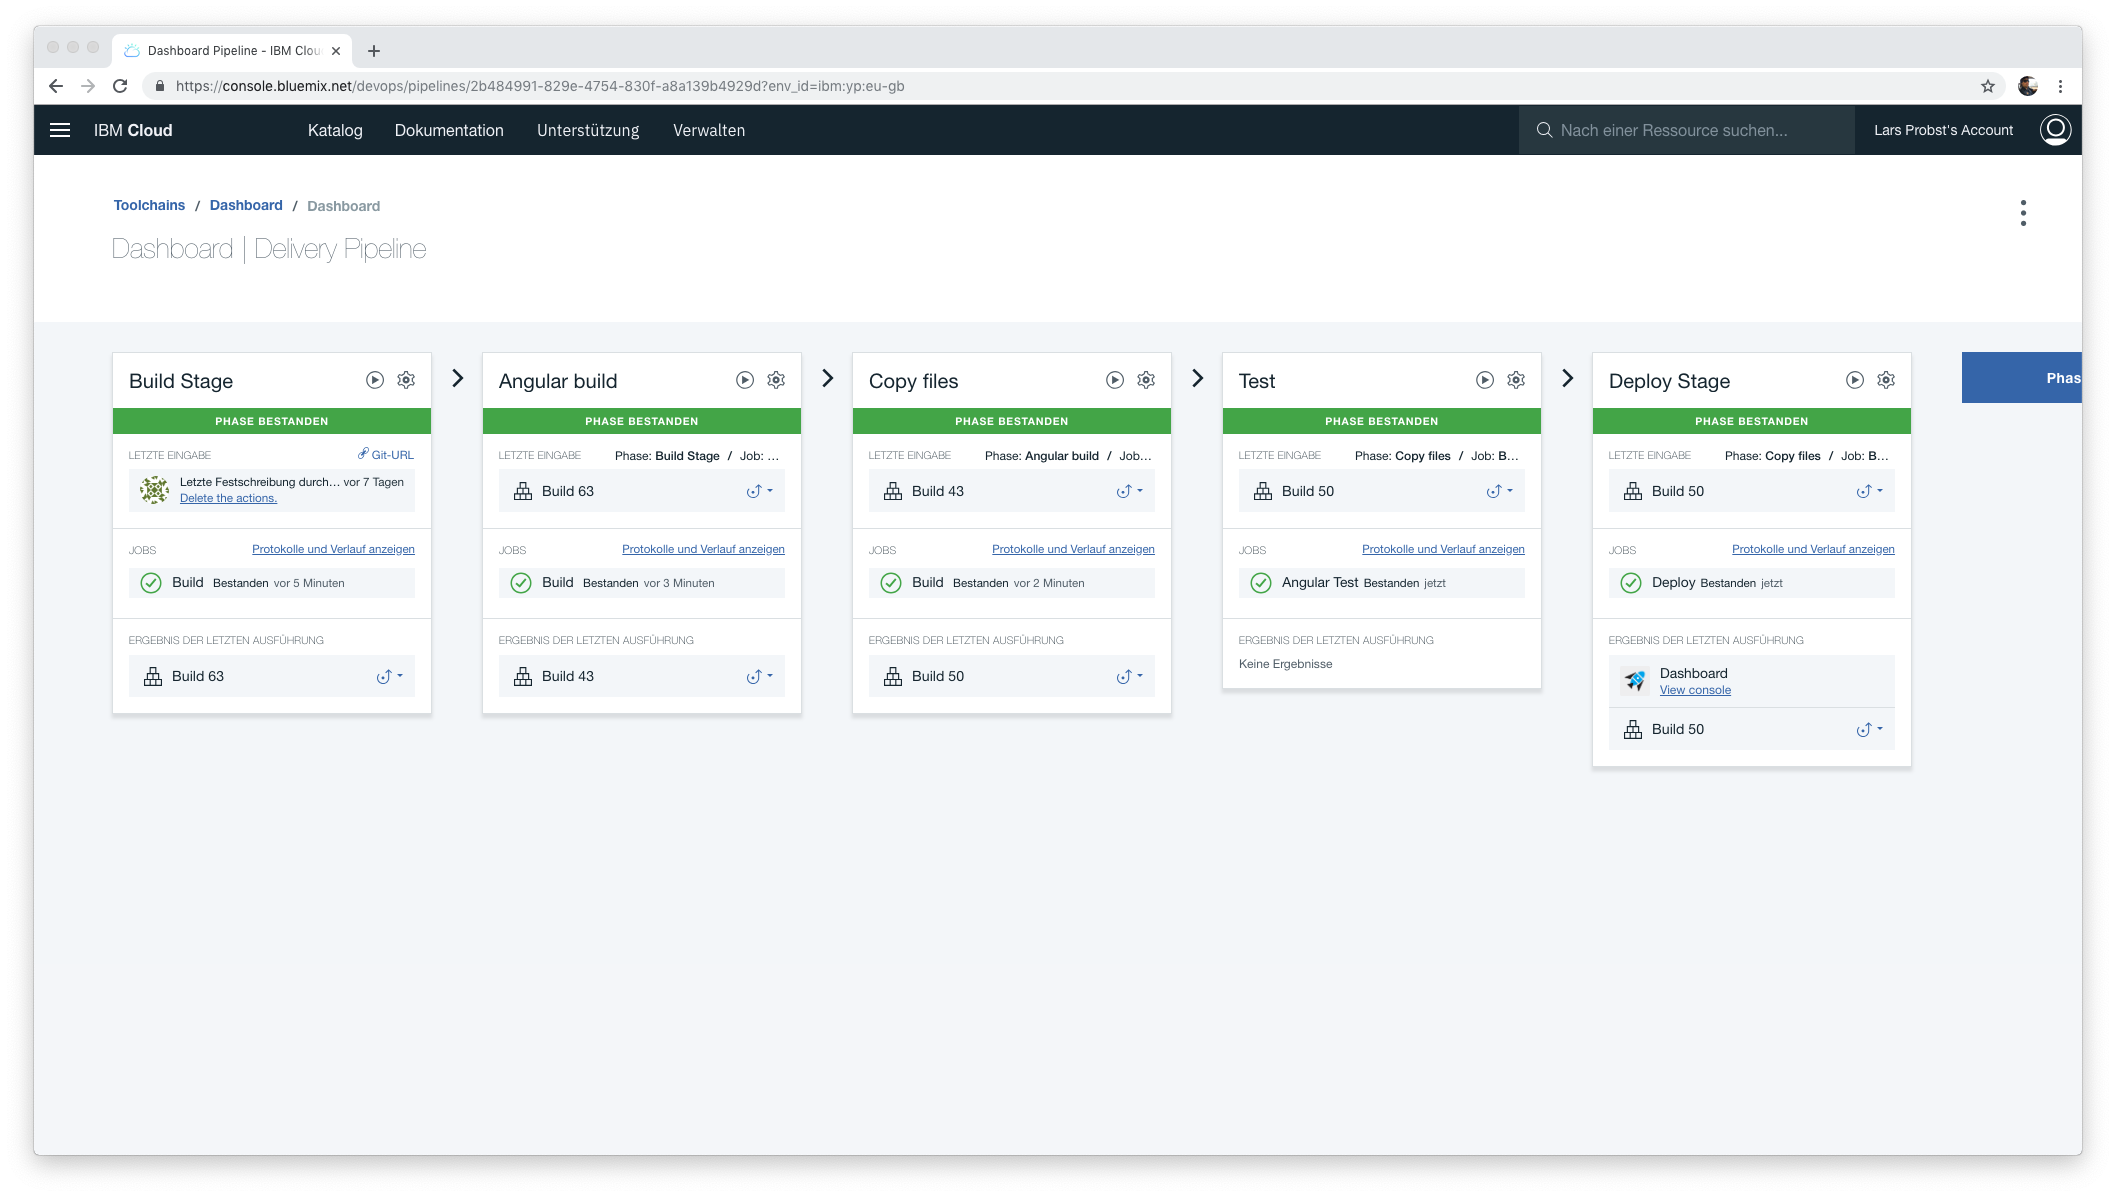 Dashboard Pipeline - IBM Clou
https://console.bluemix.net/devops/pipelines/2b484991-829e-4754-830f-a8a139b4929d?env_id=ibm:yp:eu-gb
IBM Cloud Katalog Dokumentation Unterstützung Verwalten Nach einer Ressource suchen... Lars Probst's Account
Toolchains / Dashboard / Dashboard
Dashboard | Delivery Pipeline
Build Stage
PHASE BESTANDEN
LETZTE EINGABE Git-URL
Letzte Festschreibung durch... vor 7 Tagen
Delete the actions.
JOBS Protokolle und Verlauf anzeigen
Build Bestanden vor 5 Minuten
ERGEBNIS DER LETZTEN AUSFÜHRUNG
Build 63
Angular build
PHASE BESTANDEN
LETZTE EINGABE Phase: Build Stage / Job: ...
Build 63
JOBS Protokolle und Verlauf anzeigen
Build Bestanden vor 3 Minuten
ERGEBNIS DER LETZTEN AUSFÜHRUNG
Build 43
Copy files
PHASE BESTANDEN
LETZTE EINGABE Phase: Angular build / Job...
Build 43
JOBS Protokolle und Verlauf anzeigen
Build Bestanden vor 2 Minuten
ERGEBNIS DER LETZTEN AUSFÜHRUNG
Build 50
Test
PHASE BESTANDEN
LETZTE EINGABE Phase: Copy files / Job: B...
Build 50
JOBS Protokolle und Verlauf anzeigen
Angular Test Bestanden jetzt
ERGEBNIS DER LETZTEN AUSFÜHRUNG
Keine Ergebnisse
Deploy Stage
PHASE BESTANDEN
LETZTE EINGABE Phase: Copy files / Job: B...
Build 50
JOBS Protokolle und Verlauf anzeigen
Deploy Bestanden jetzt
ERGEBNIS DER LETZTEN AUSFÜHRUNG
Dashboard
View console
Build 50
Phas